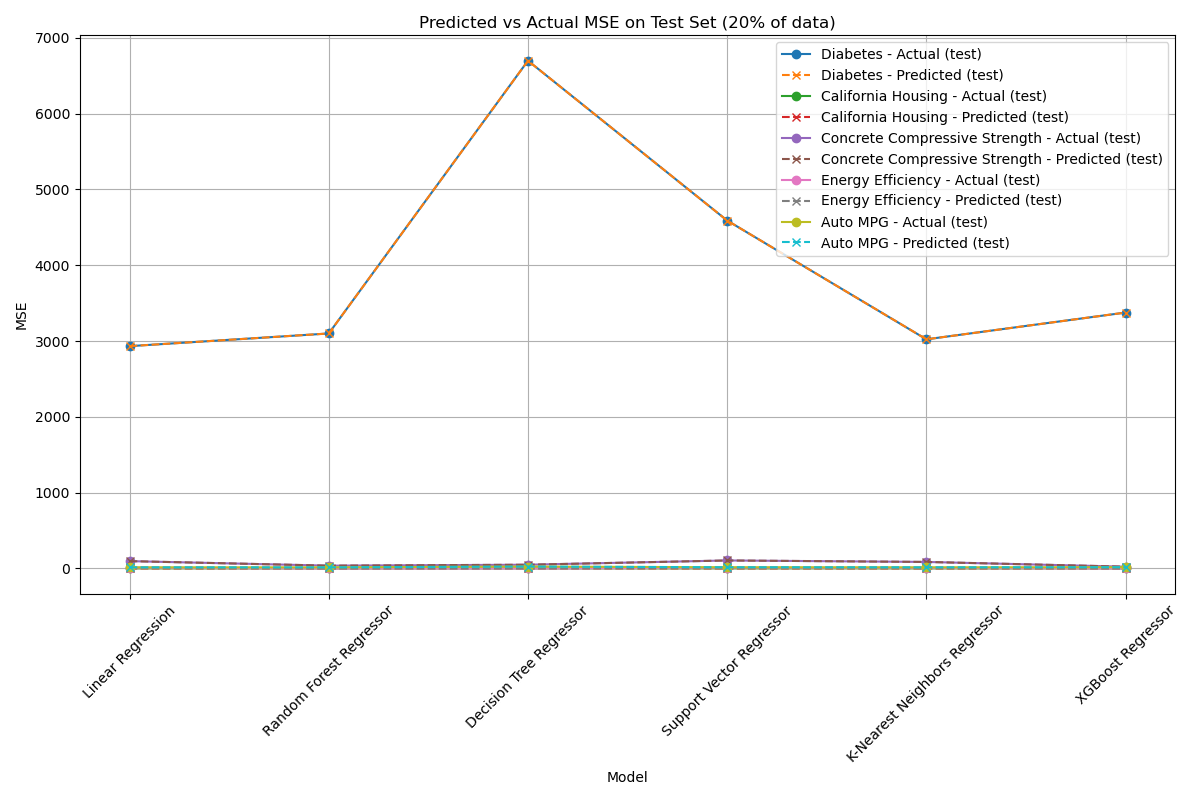 Predicted vs Actual MSE on Test Set (20% of data)
7000
6000
5000
4000
3000
2000
1000
0
MSE
Diabetes - Actual (test)
Diabetes - Predicted (test)
California Housing - Actual (test)
California Housing - Predicted (test)
Concrete Compressive Strength - Actual (test)
Concrete Compressive Strength - Predicted (test)
Energy Efficiency - Actual (test)
Energy Efficiency - Predicted (test)
Auto MPG - Actual (test)
Auto MPG - Predicted (test)
Linear Regression
Random Forest Regressor
Decision Tree Regressor
Support Vector Regressor
K-Nearest Neighbors Regressor
XGBoost Regressor
Model